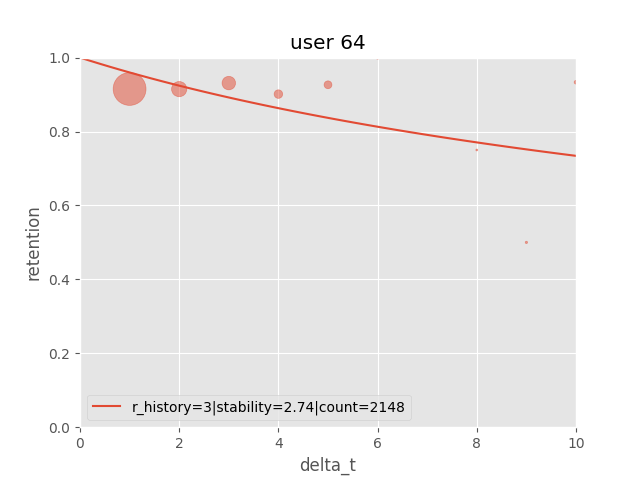 user 64
retention
1.0
0.8
0.6
0.4
0.2
0.0
r_history=3|stability=2.74|count=2148
0 2 4 6 8 10
delta_t